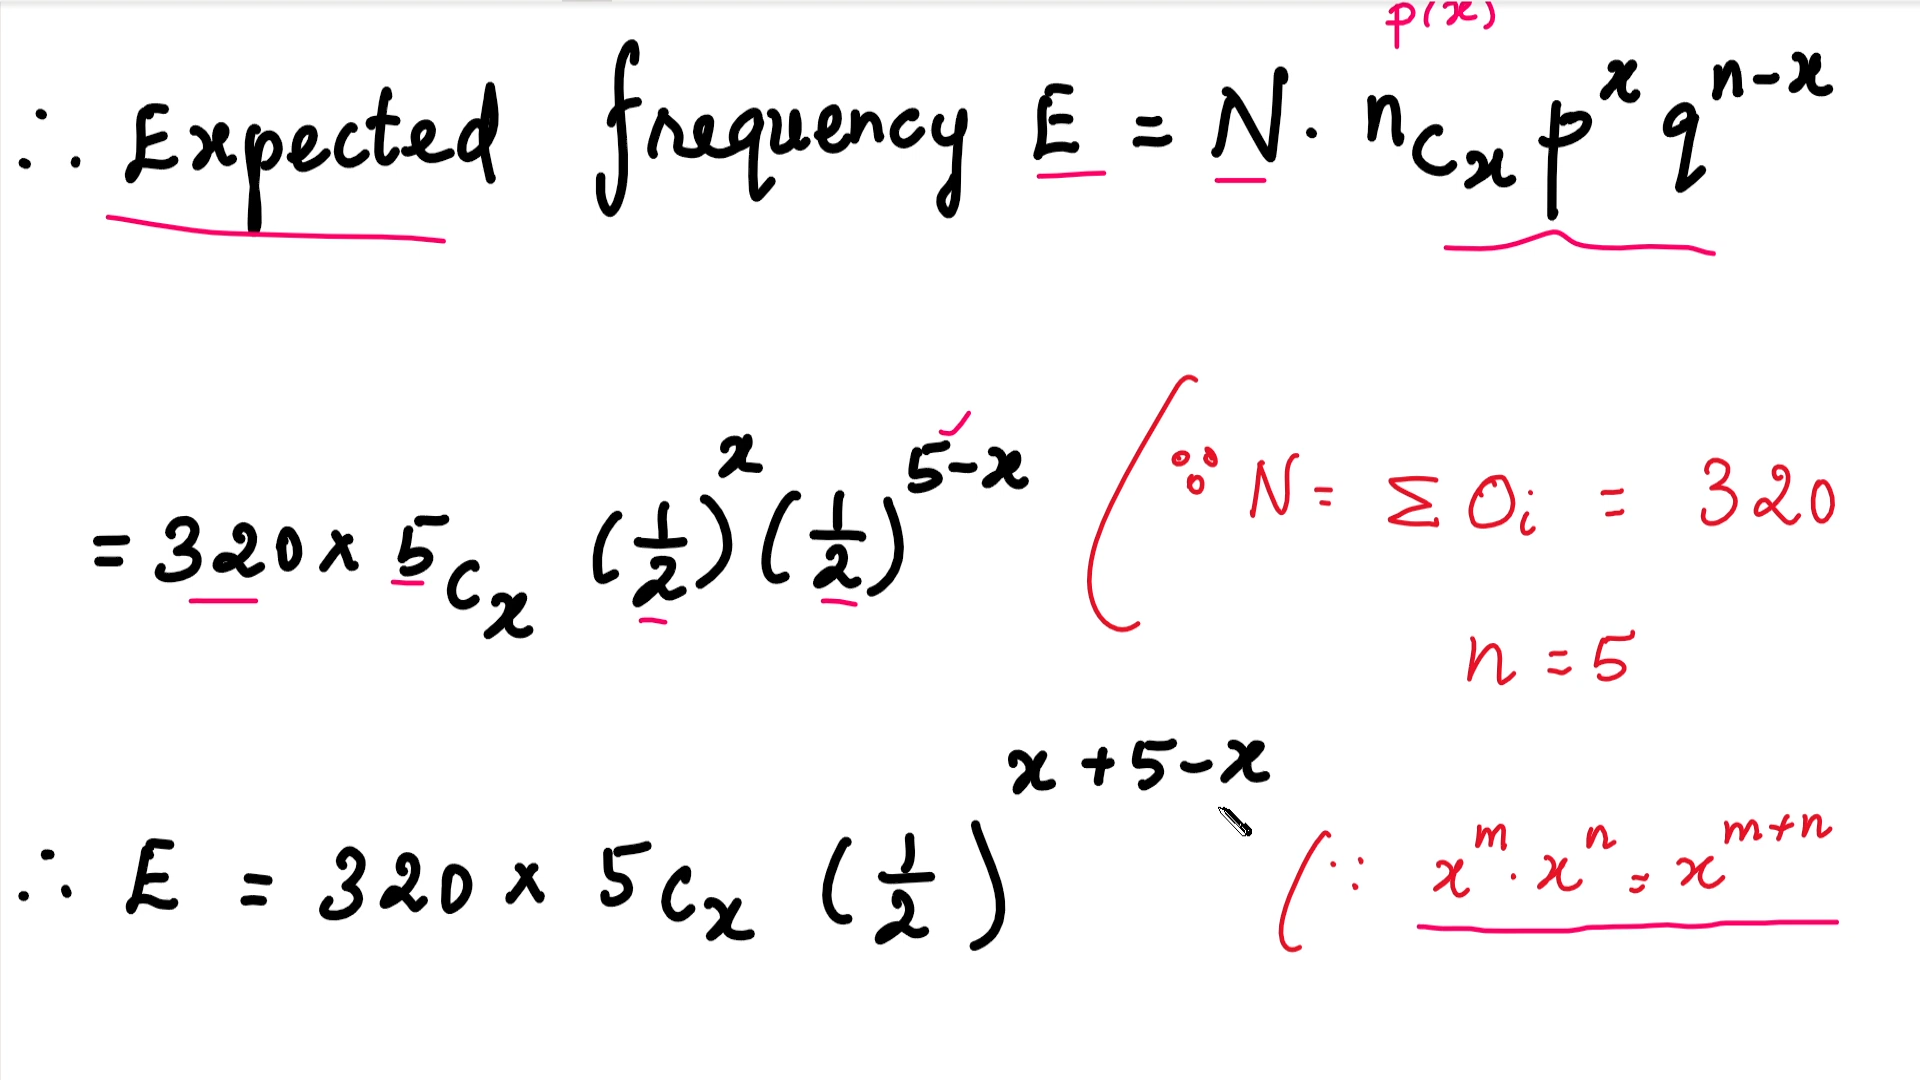 p(x)
∴ Expected frequency E = N · ⁿCₓ pˣ qⁿ⁻ˣ
= 320 × ⁵Cₓ (1/2)ˣ (1/2)⁵⁻ˣ (∵ N = Σ Oᵢ = 320
n = 5
∴ E = 320 × ⁵Cₓ (1/2)ˣ⁺⁵⁻ˣ (∵ xᵐ · xⁿ = xᵐ⁺ⁿ